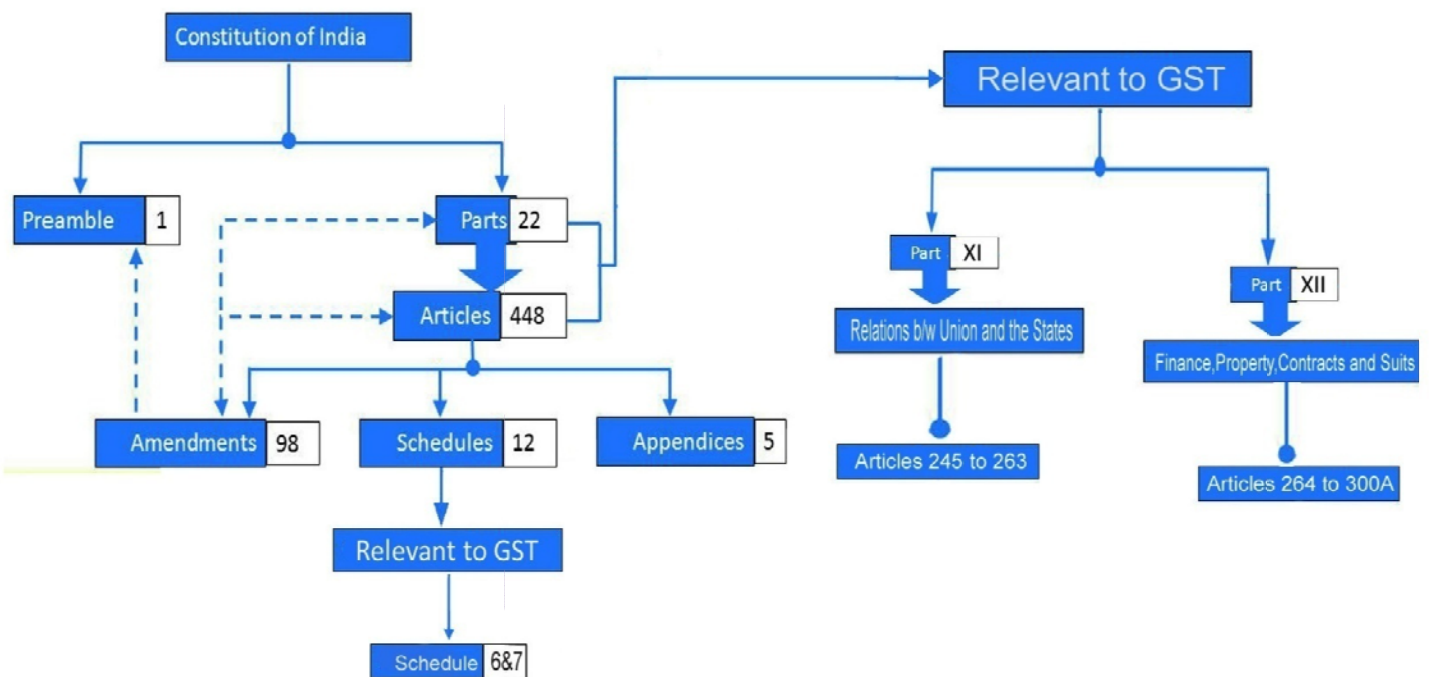 Constitution of India
Relevant to GST
Preamble 1
Parts 22
Articles 448
Amendments 98
Schedules 12
Appendices 5
Relevant to GST
Schedule 6&7
Part XI
Relations b/w Union and the States
Articles 245 to 263
Part XII
Finance,Property,Contracts and Suits
Articles 264 to 300A